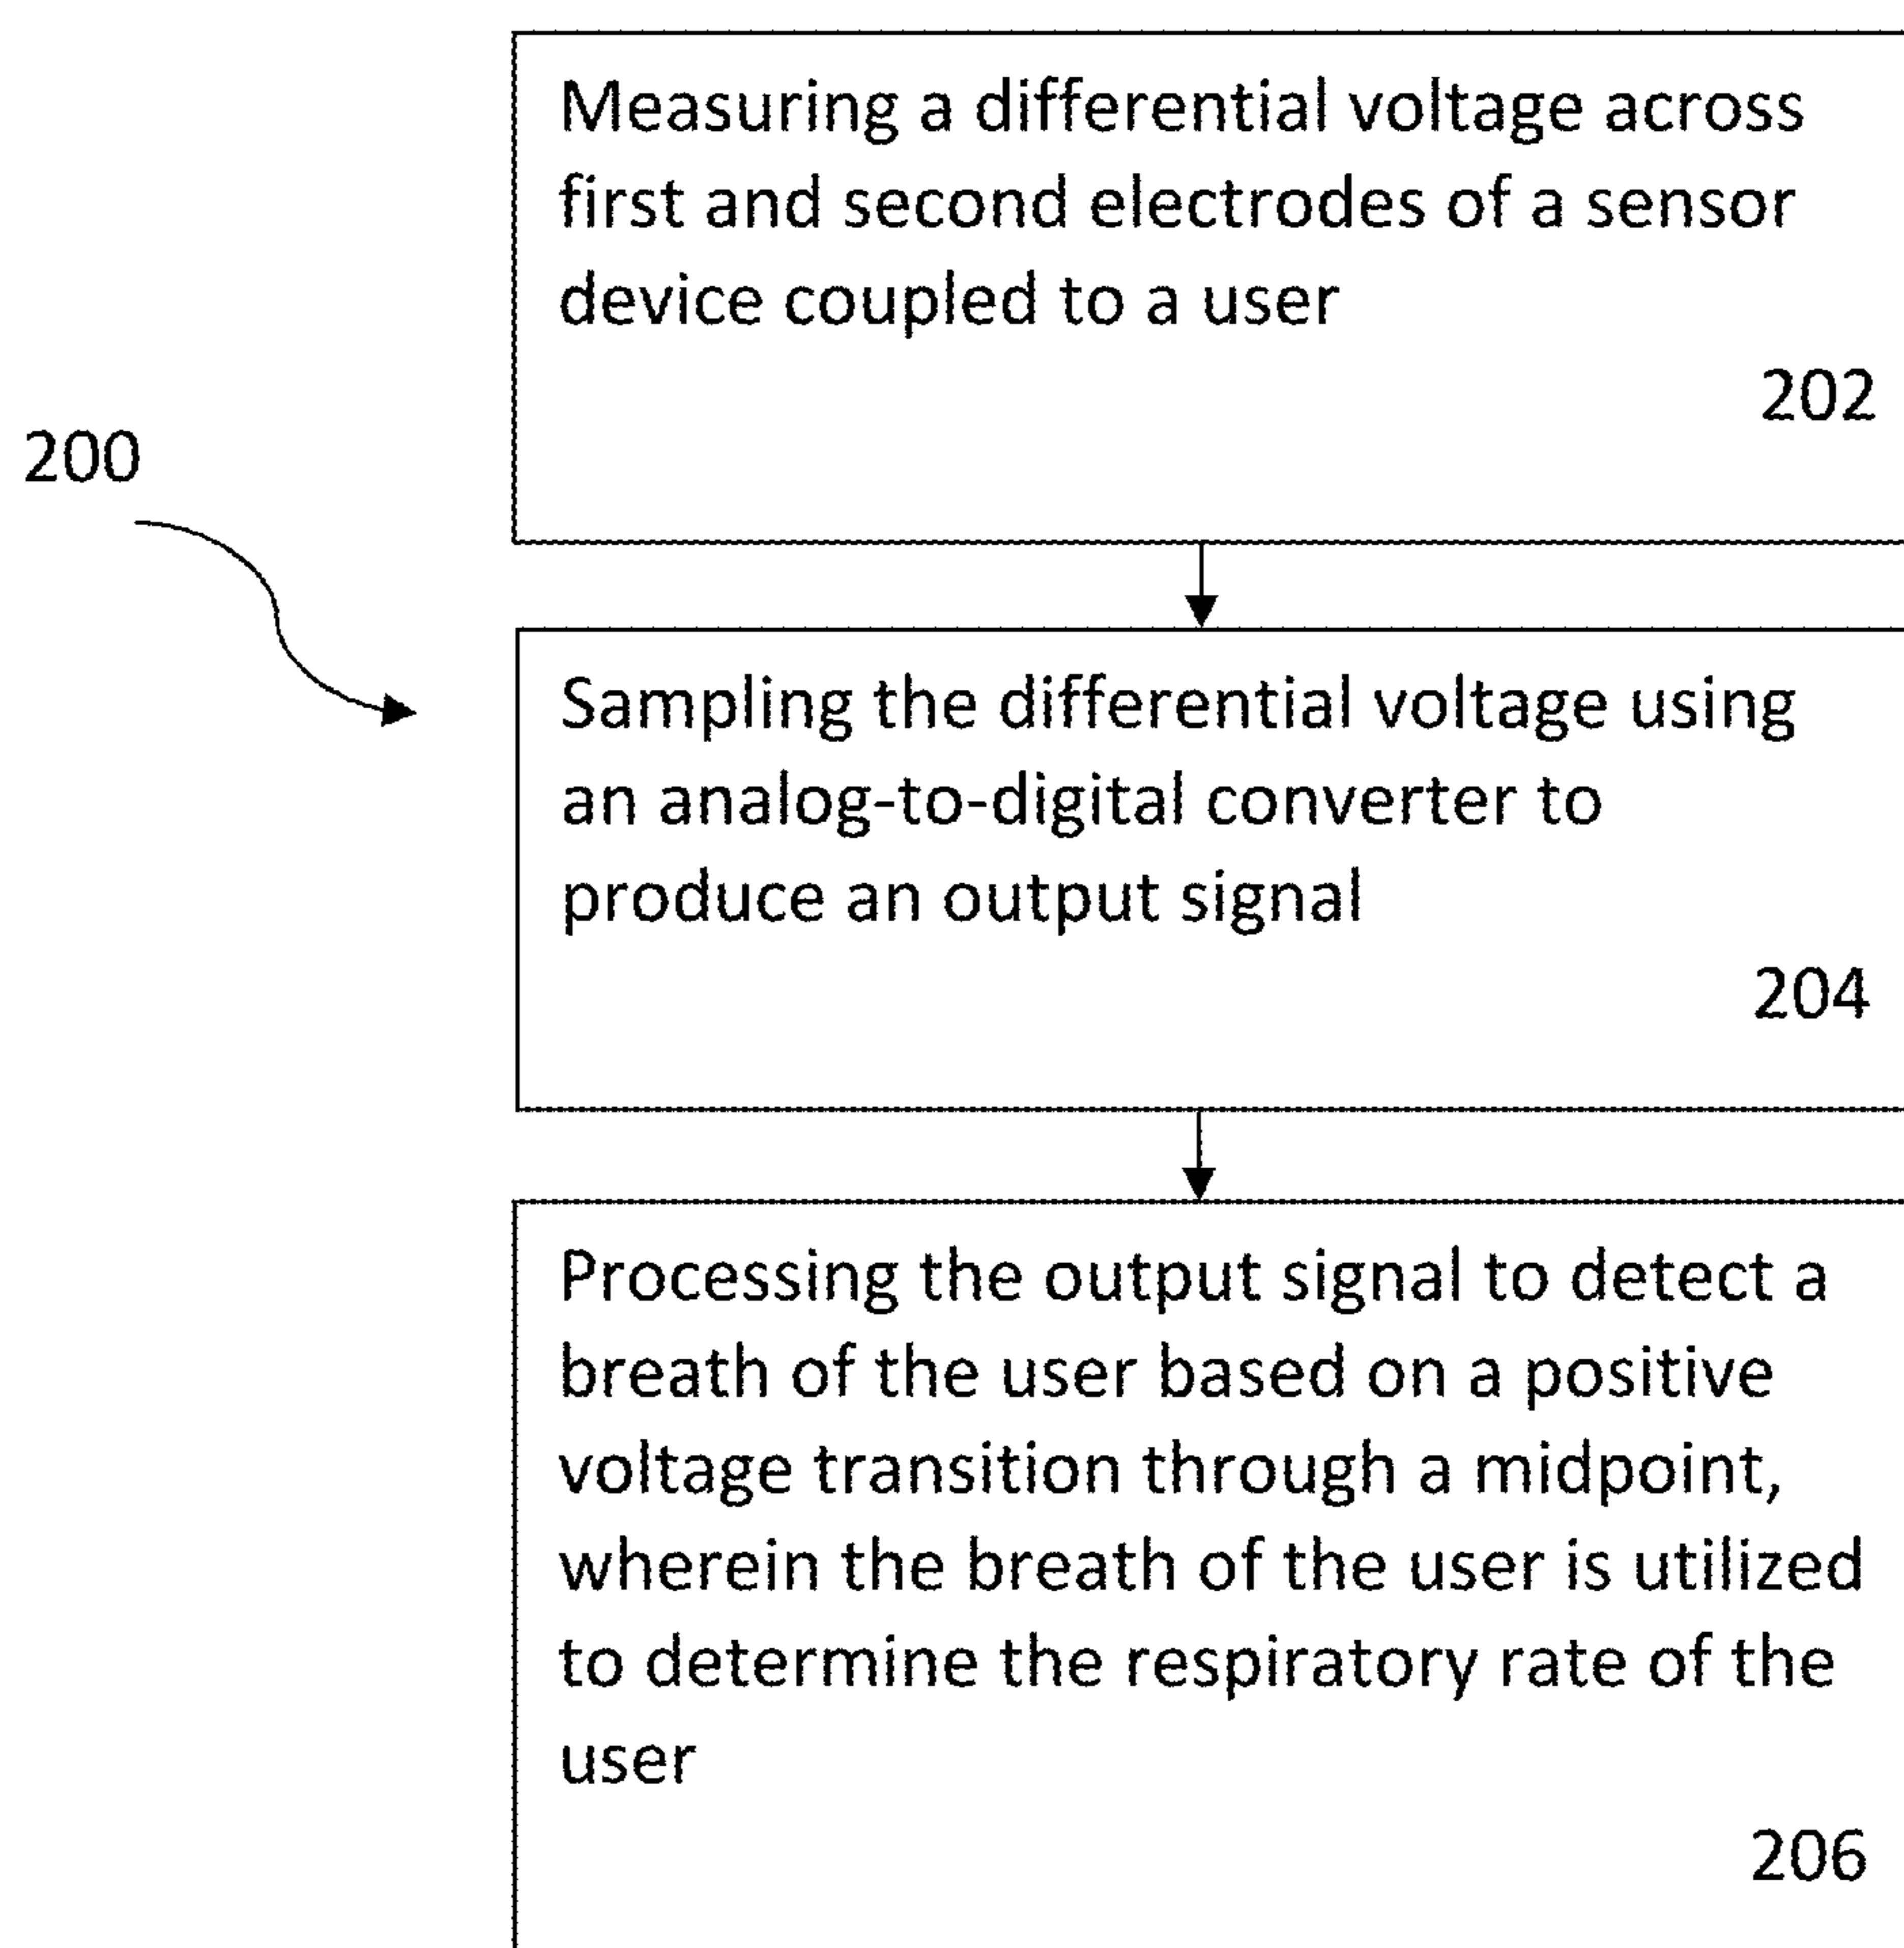 Measuring a differential voltage across
first and second electrodes of a sensor
device coupled to a user
202
200
Sampling the differential voltage using
an analog-to-digital converter to
produce an output signal
204
Processing the output signal to detect a
breath of the user based on a positive
voltage transition through a midpoint,
wherein the breath of the user is utilized
to determine the respiratory rate of the
user
206